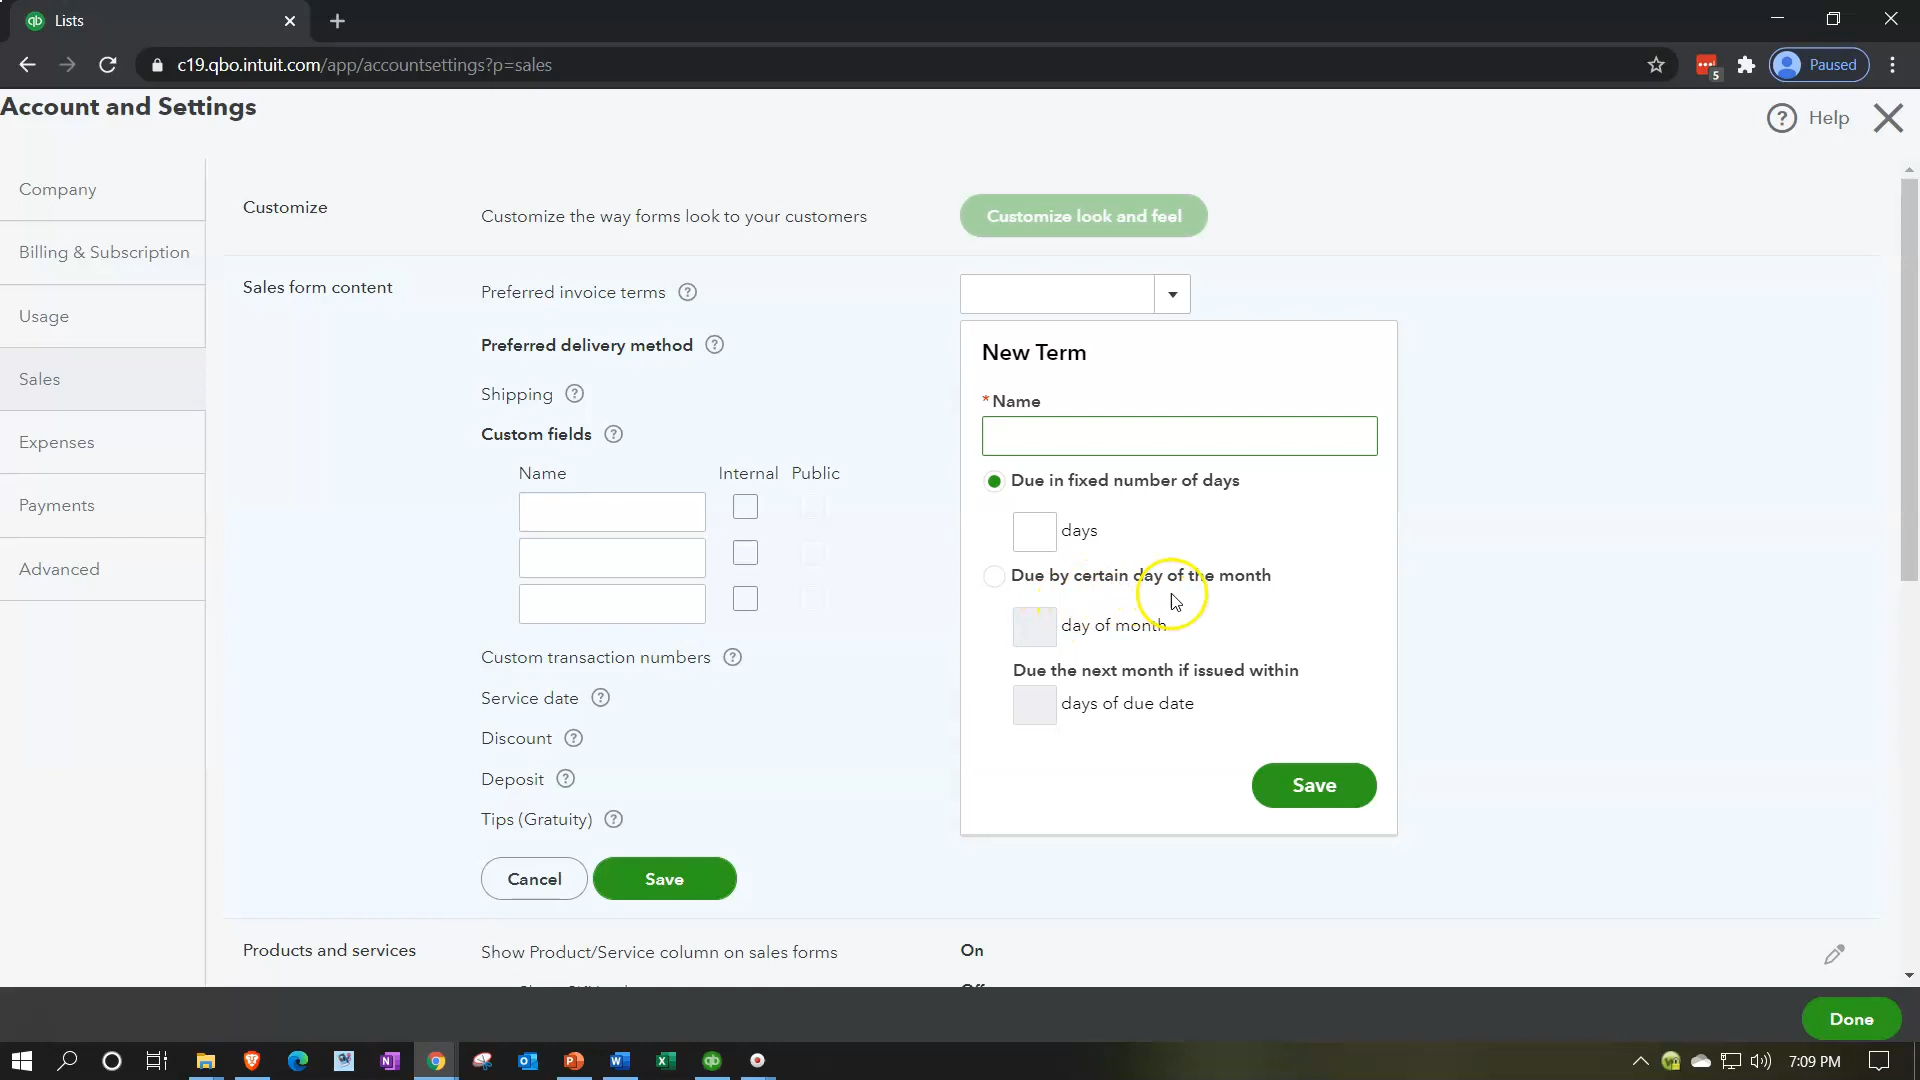 Lists
c19.qbo.intuit.com/app/accountsettings?p=sales
5
Paused
Account and Settings
Help
Company
Billing & Subscription
Usage
Sales
Expenses
Payments
Advanced
Customize
Customize the way forms look to your customers
Customize look and feel
Sales form content
Preferred invoice terms
Preferred delivery method
Shipping
Custom fields
Name Internal Public
Custom transaction numbers
Service date
Discount
Deposit
Tips (Gratuity)
Cancel
Save
New Term
*Name
Due in fixed number of days
days
Due by certain day of the month
day of month
Due the next month if issued within
days of due date
Save
Products and services
Show Product/Service column on sales forms
On
Done
7:09 PM